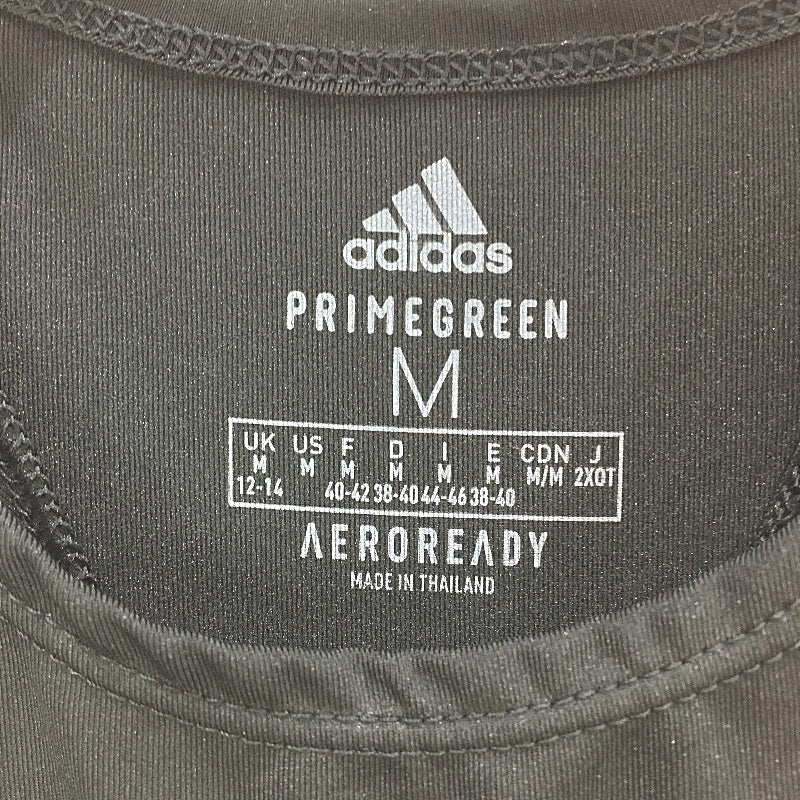 adidas
PRIMEGREEN
M
UK US F D I E CDN J
M M M M M M M/M 2XOT
12-14 40-42 38-40 44-46 38-40
AEROREADY
MADE IN THAILAND